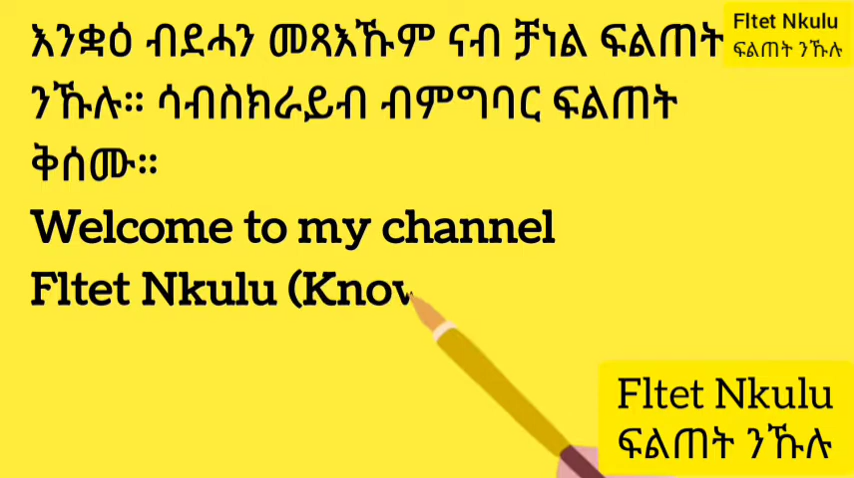 እንቋዕ ብደሓን መጻእኹም ናብ ቻነል ፍልጠት
ንኹሉ። ሳብስክራይብ ብምግባር ፍልጠት
ቅሰሙ።
Welcome to my channel
Fltet Nkulu (Know
Fltet Nkulu
ፍልጠት ንኹሉ
Fltet Nkulu
ፍልጠት ንኹሉ